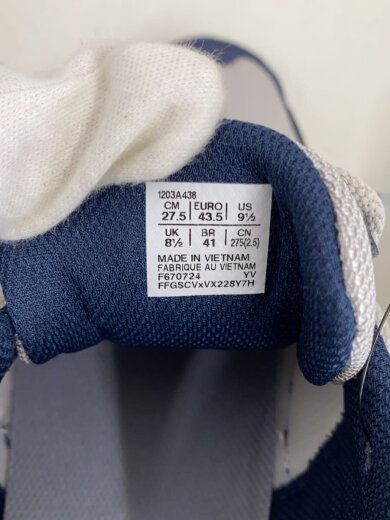 1203A438
CM | EURO | US
27.5 | 43.5 | 9½
UK | BR | CN
8½ | 41 | 275(2.5)
MADE IN VIETNAM
FABRIQUE AU VIETNAM
F670724 YV
FFGSCVxVX228Y7H